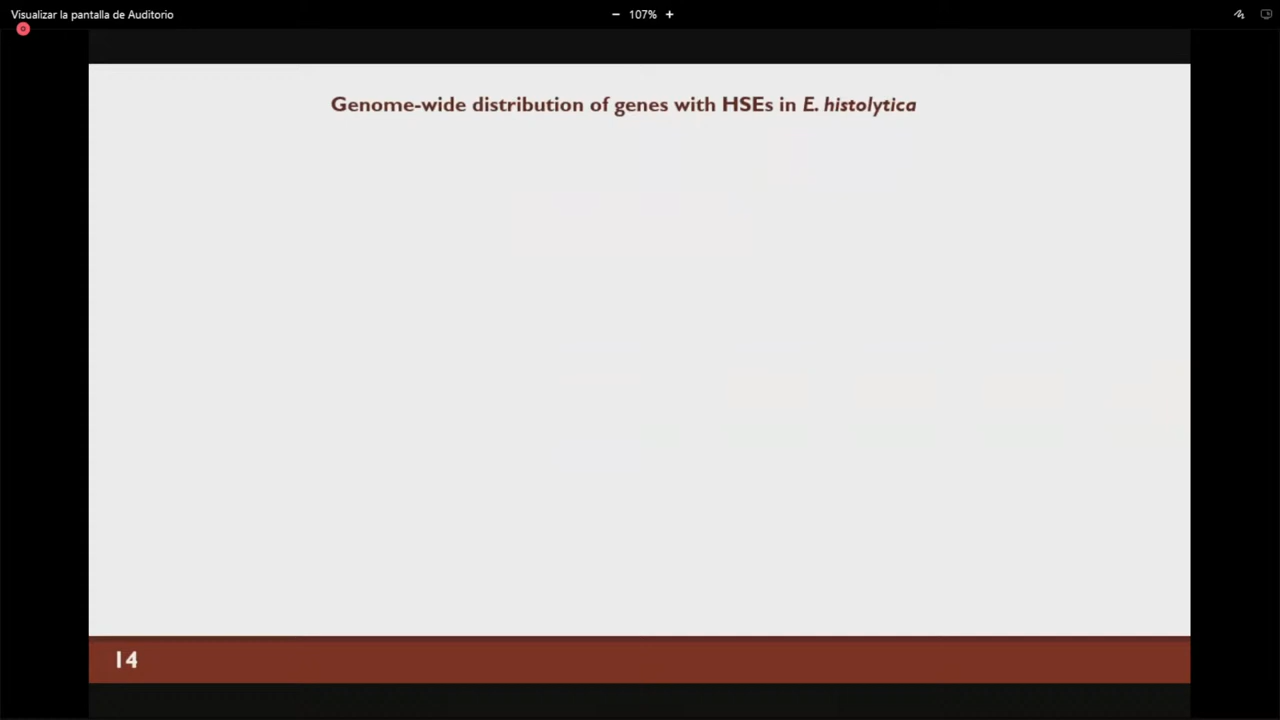 Visualizar la pantalla de Auditorio
− 107% +
Genome-wide distribution of genes with HSEs in E. histolytica
14